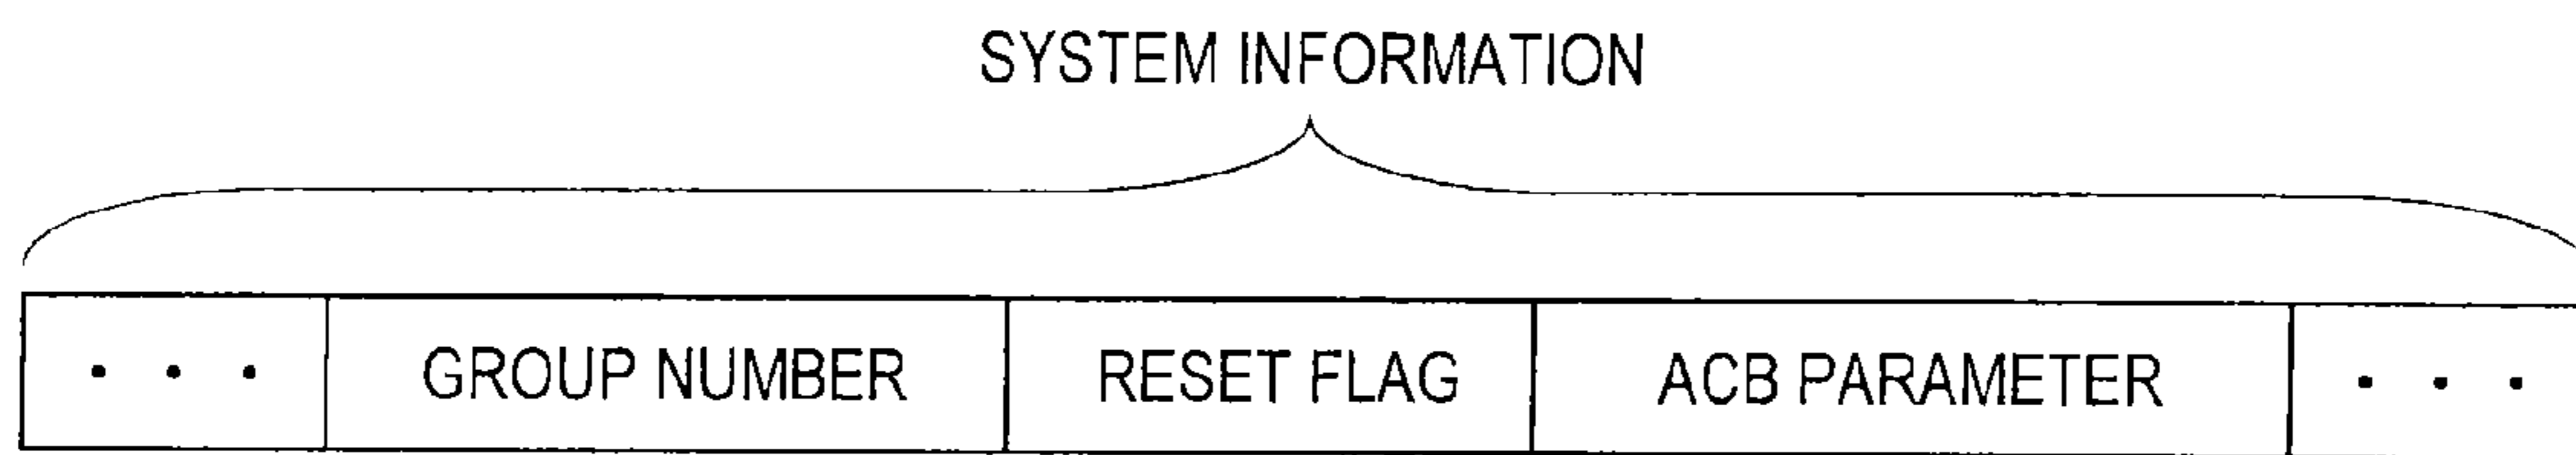 SYSTEM INFORMATION
• • • GROUP NUMBER RESET FLAG ACB PARAMETER • • •